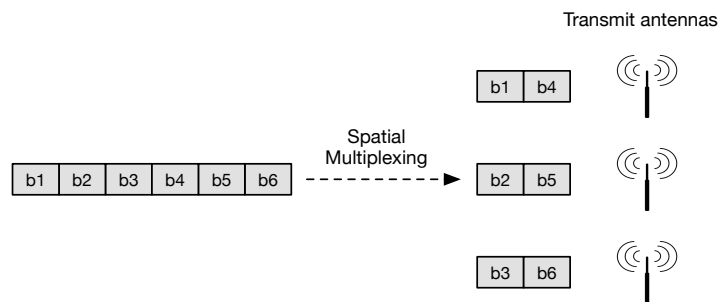 Transmit antennas
b1 b4
Spatial
Multiplexing
b1 b2 b3 b4 b5 b6
b2 b5
b3 b6